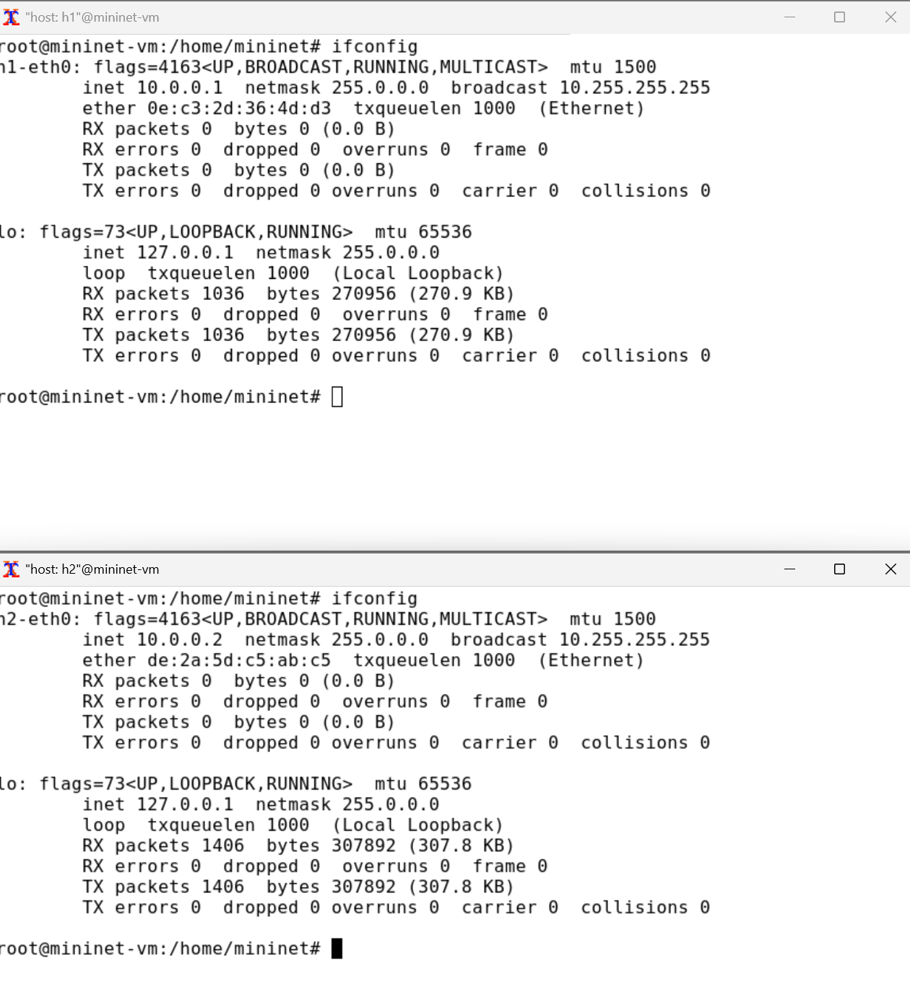 "host: h1"@mininet-vm
root@mininet-vm:/home/mininet# ifconfig
h1-eth0: flags=4163<UP,BROADCAST,RUNNING,MULTICAST>  mtu 1500
        inet 10.0.0.1  netmask 255.0.0.0  broadcast 10.255.255.255
        ether 0e:c3:2d:36:4d:d3  txqueuelen 1000  (Ethernet)
        RX packets 0  bytes 0 (0.0 B)
        RX errors 0  dropped 0  overruns 0  frame 0
        TX packets 0  bytes 0 (0.0 B)
        TX errors 0  dropped 0 overruns 0  carrier 0  collisions 0
lo: flags=73<UP,LOOPBACK,RUNNING>  mtu 65536
        inet 127.0.0.1  netmask 255.0.0.0
        loop  txqueuelen 1000  (Local Loopback)
        RX packets 1036  bytes 270956 (270.9 KB)
        RX errors 0  dropped 0  overruns 0  frame 0
        TX packets 1036  bytes 270956 (270.9 KB)
        TX errors 0  dropped 0 overruns 0  carrier 0  collisions 0
root@mininet-vm:/home/mininet#
"host: h2"@mininet-vm
root@mininet-vm:/home/mininet# ifconfig
h2-eth0: flags=4163<UP,BROADCAST,RUNNING,MULTICAST>  mtu 1500
        inet 10.0.0.2  netmask 255.0.0.0  broadcast 10.255.255.255
        ether de:2a:5d:c5:ab:c5  txqueuelen 1000  (Ethernet)
        RX packets 0  bytes 0 (0.0 B)
        RX errors 0  dropped 0  overruns 0  frame 0
        TX packets 0  bytes 0 (0.0 B)
        TX errors 0  dropped 0 overruns 0  carrier 0  collisions 0
lo: flags=73<UP,LOOPBACK,RUNNING>  mtu 65536
        inet 127.0.0.1  netmask 255.0.0.0
        loop  txqueuelen 1000  (Local Loopback)
        RX packets 1406  bytes 307892 (307.8 KB)
        RX errors 0  dropped 0  overruns 0  frame 0
        TX packets 1406  bytes 307892 (307.8 KB)
        TX errors 0  dropped 0 overruns 0  carrier 0  collisions 0
root@mininet-vm:/home/mininet#